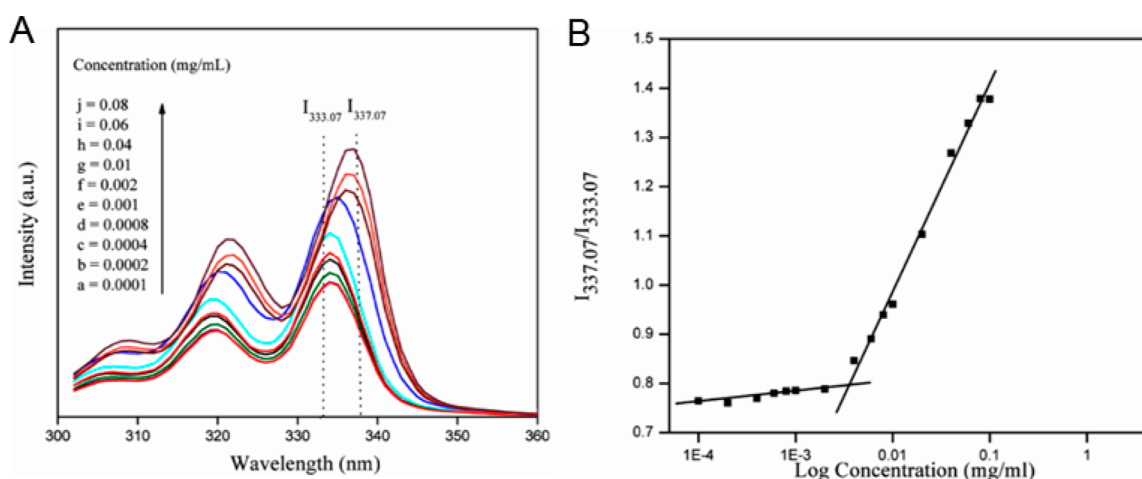 A
Concentration (mg/mL)
j = 0.08
i = 0.06
h = 0.04
g = 0.01
f = 0.002
e = 0.001
d = 0.0008
c = 0.0004
b = 0.0002
a = 0.0001
I333.07 I337.07
Intensity (a.u.)
300 310 320 330 340 350 360
Wavelength (nm)
B
1.5
1.4
1.3
1.2
1.1
1.0
0.9
0.8
0.7
I337.07/I333.07
1E-4 1E-3 0.01 0.1 1
Log Concentration (mg/ml)